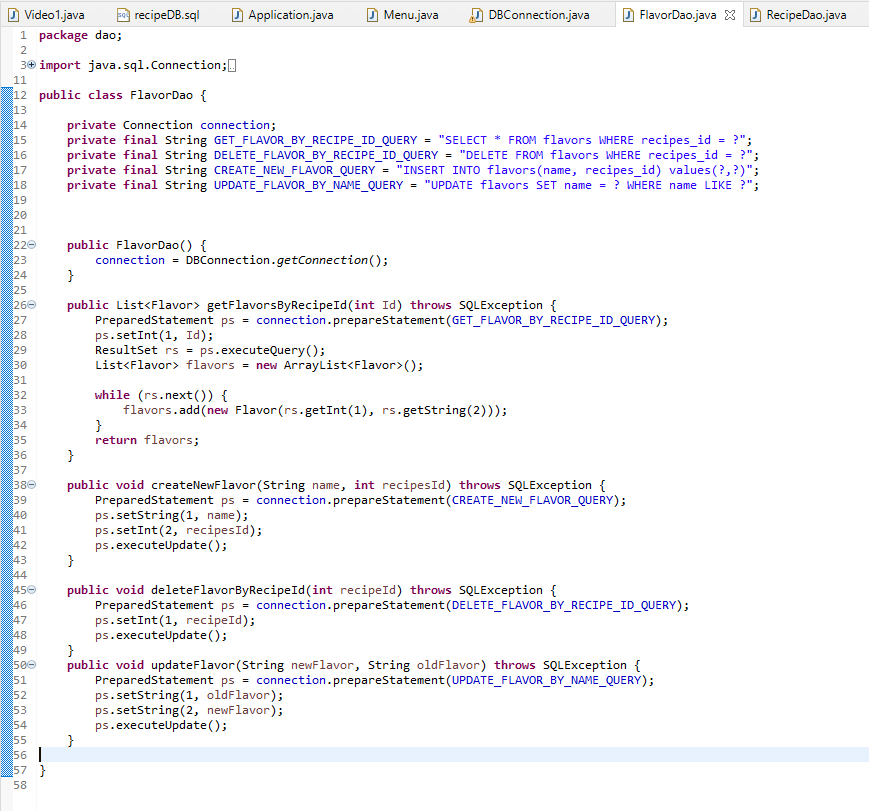 Video1.java recipeDB.sql Application.java Menu.java DBConnection.java FlavorDao.java RecipeDao.java
1 package dao;
2
3 import java.sql.Connection;
11
12 public class FlavorDao {
13
14 private Connection connection;
15 private final String GET_FLAVOR_BY_RECIPE_ID_QUERY = "SELECT * FROM flavors WHERE recipes_id = ?";
16 private final String DELETE_FLAVOR_BY_RECIPE_ID_QUERY = "DELETE FROM flavors WHERE recipes_id = ?";
17 private final String CREATE_NEW_FLAVOR_QUERY = "INSERT INTO flavors(name, recipes_id) values(?,?)";
18 private final String UPDATE_FLAVOR_BY_NAME_QUERY = "UPDATE flavors SET name = ? WHERE name LIKE ?";
19
20
21
22 public FlavorDao() {
23 connection = DBConnection.getConnection();
24 }
25
26 public List<Flavor> getFlavorsByRecipeId(int Id) throws SQLException {
27 PreparedStatement ps = connection.prepareStatement(GET_FLAVOR_BY_RECIPE_ID_QUERY);
28 ps.setInt(1, Id);
29 ResultSet rs = ps.executeQuery();
30 List<Flavor> flavors = new ArrayList<Flavor>();
31
32 while (rs.next()) {
33 flavors.add(new Flavor(rs.getInt(1), rs.getString(2)));
34 }
35 return flavors;
36 }
37
38 public void createNewFlavor(String name, int recipesId) throws SQLException {
39 PreparedStatement ps = connection.prepareStatement(CREATE_NEW_FLAVOR_QUERY);
40 ps.setString(1, name);
41 ps.setInt(2, recipesId);
42 ps.executeUpdate();
43 }
44
45 public void deleteFlavorByRecipeId(int recipeId) throws SQLException {
46 PreparedStatement ps = connection.prepareStatement(DELETE_FLAVOR_BY_RECIPE_ID_QUERY);
47 ps.setInt(1, recipeId);
48 ps.executeUpdate();
49 }
50 public void updateFlavor(String newFlavor, String oldFlavor) throws SQLException {
51 PreparedStatement ps = connection.prepareStatement(UPDATE_FLAVOR_BY_NAME_QUERY);
52 ps.setString(1, oldFlavor);
53 ps.setString(2, newFlavor);
54 ps.executeUpdate();
55 }
56
57 }
58